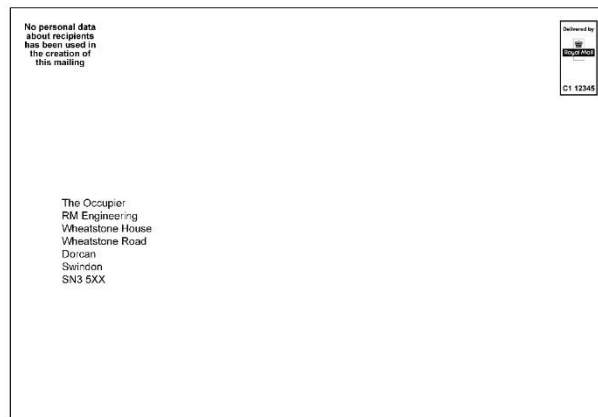 No personal data
about recipients
has been used in
the creation of
this mailing
Delivered by
Royal Mail
C1 12345
The Occupier
RM Engineering
Wheatstone House
Wheatstone Road
Dorcan
Swindon
SN3 5XX